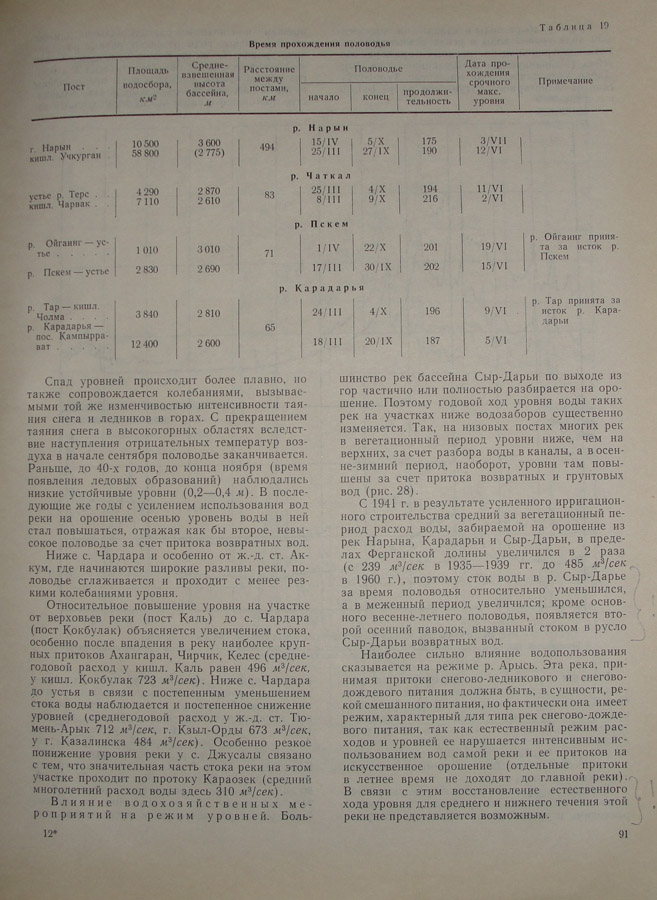 Таблица 19
Время прохождения половодья
Пост
Площадь водосбора, км²
Средне-взвешенная высота бассейна, м
Расстояние между постами, км
Половодье
начало
конец
продолжи-тельность
Дата про-хождения срочного макс. уровня
Примечание
р. Нарын
г. Нарын . . . 10 500 3 600 494 15/IV 5/X 175 3/VII
кишл. Учкурган . 58 800 (2 775) 25/III 27/IX 190 12/VI
р. Чаткал
устье р. Терс . . 4 290 2 870 83 25/III 4/X 194 11/VI
кишл. Чарвак . . 7 110 2 610 8/III 9/X 216 2/VI
р. Пскем
р. Ойгаинг — ус-
тье . . . . . 1 010 3 010 71 1/IV 22/X 201 19/VI р. Ойгаинг приня-
та за исток р.
Пскем
р. Пскем — устье 2 830 2 690 17/III 30/IX 202 15/VI
р. Карадарья
р. Тар — кишл.
Чолма . . . . 3 840 2 810 65 24/III 4/X 196 9/VI р. Тар принята за
исток р. Кара-
дарьи
р. Карадарья —
пос. Кампырра-
ват . . . . . 12 400 2 600 18/III 20/IX 187 5/VI
Спад уровней происходит более плавно, но
также сопровождается колебаниями, вызывае-
мыми той же изменчивостью интенсивности тая-
ния снега и ледников в горах. С прекращением
таяния снега в высокогорных областях вследст-
вие наступления отрицательных температур воз-
духа в начале сентября половодье заканчивается.
Раньше, до 40-х годов, до конца ноября (время
появления ледовых образований) наблюдались
низкие устойчивые уровни (0,2—0,4 м). В после-
дующие же годы с усилением использования вод
реки на орошение осенью уровень воды в ней
стал повышаться, отражая как бы второе, невы-
сокое половодье за счет притока возвратных вод.
Ниже с. Чардара и особенно от ж.-д. ст. Ак-
кум, где начинаются широкие разливы реки, по-
ловодье сглаживается и проходит с менее рез-
кими колебаниями уровня.
Относительное повышение уровня на участке
от верховьев реки (пост Каль) до с. Чардара
(пост Кокбулак) объясняется увеличением стока,
особенно после впадения в реку наиболее круп-
ных притоков Ахангаран, Чирчик, Келес (средне-
годовой расход у кишл. Каль равен 496 м³/сек,
у кишл. Кокбулак 723 м³/сек). Ниже с. Чардара
до устья в связи с постепенным уменьшением
стока воды наблюдается и постепенное снижение
уровней (среднегодовой расход у ж.-д. ст. Тю-
мень-Арык 712 м³/сек, г. Кзыл-Орды 673 м³/сек,
у г. Казалинска 484 м³/сек). Особенно резкое
понижение уровня реки у с. Джусалы связано
с тем, что значительная часть стока реки на этом
участке проходит по протоку Караозек (средний
многолетний расход воды здесь 310 м³/сек).
Влияние водохозяйственных ме-
роприятий на режим уровней. Боль-
12*
шинство рек бассейна Сыр-Дарьи по выходе из
гор частично или полностью разбирается на оро-
шение. Поэтому годовой ход уровня воды таких
рек на участках ниже водозаборов существенно
изменяется. Так, на низовых постах многих рек
в вегетационный период уровни ниже, чем на
верхних, за счет разбора воды в каналы, а в осен-
не-зимний период, наоборот, уровни там повы-
шены за счет притока возвратных и грунтовых
вод (рис. 28).
С 1941 г. в результате усиленного ирригацион-
ного строительства средний за вегетационный пе-
риод расход воды, забираемой на орошение из
рек Нарына, Карадарьи и Сыр-Дарьи, в преде-
лах Ферганской долины увеличился в 2 раза
(с 239 м³/сек в 1935—1939 гг. до 485 м³/сек
в 1960 г.), поэтому сток воды в р. Сыр-Дарье
за время половодья относительно уменьшился,
а в меженный период увеличился; кроме основ-
ного весенне-летнего половодья, появляется вто-
рой осенний паводок, вызванный стоком в русло
Сыр-Дарьи возвратных вод.
Наиболее сильно влияние водопользования
сказывается на режиме р. Арысь. Эта река, при-
нимая притоки снегово-ледникового и снегово-
дождевого питания должна быть, в сущности, ре-
кой смешанного питания, но фактически она имеет
режим, характерный для типа рек снегово-дожде-
вого питания, так как естественный режим рас-
ходов и уровней ее нарушается интенсивным ис-
пользованием вод самой реки и ее притоков на
искусственное орошение (отдельные притоки
в летнее время не доходят до главной реки).
В связи с этим восстановление естественного
хода уровня для среднего и нижнего течения этой
реки не представляется возможным.
91